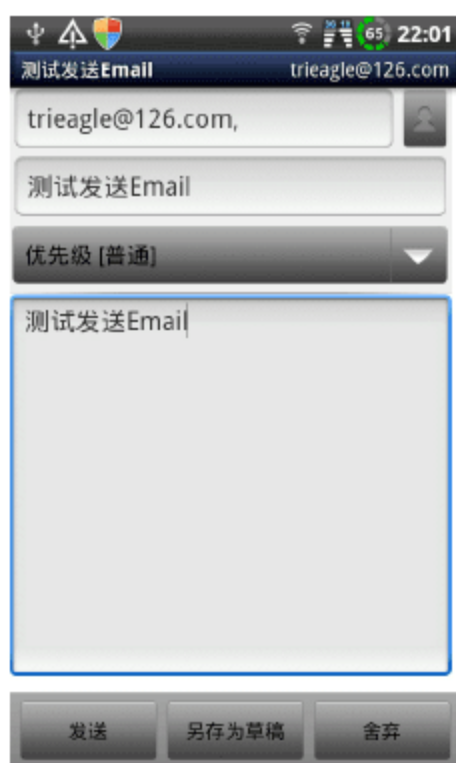 65 22:01
测试发送Email trieagle@126.com
trieagle@126.com,
测试发送Email
优先级 [普通]
测试发送Email
发送 另存为草稿 舍弃